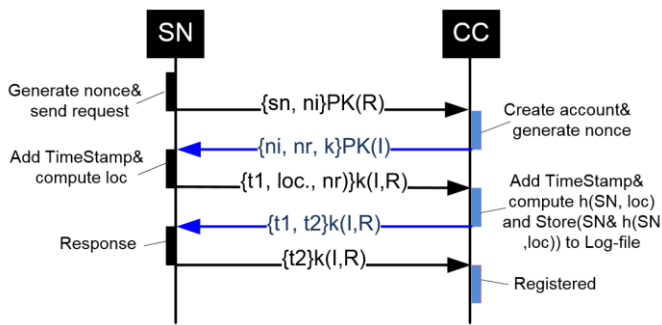 SN
CC
Generate nonce&
send request
{sn, ni}PK(R)
Create account&
generate nonce
{ni, nr, k}PK(I)
Add TimeStamp&
compute loc
{t1, loc., nr)}k(I,R)
Add TimeStamp&
compute h(SN, loc)
and Store(SN& h(SN
,loc)) to Log-file
{t1, t2}k(I,R)
Response
{t2}k(I,R)
Registered